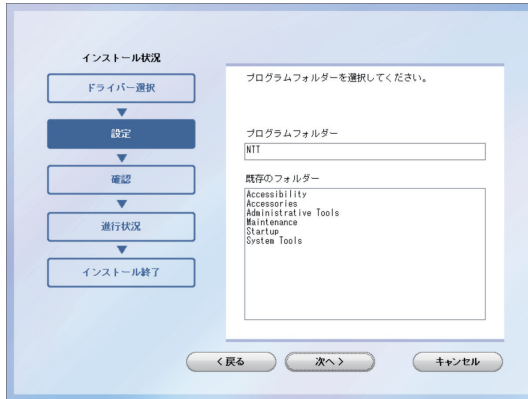 インストール状況
ドライバー選択
設定
確認
進行状況
インストール終了
プログラムフォルダーを選択してください。
プログラムフォルダー
NTT
既存のフォルダー
Accessibility
Accessories
Administrative Tools
Maintenance
Startup
System Tools
<戻る
次へ>
キャンセル